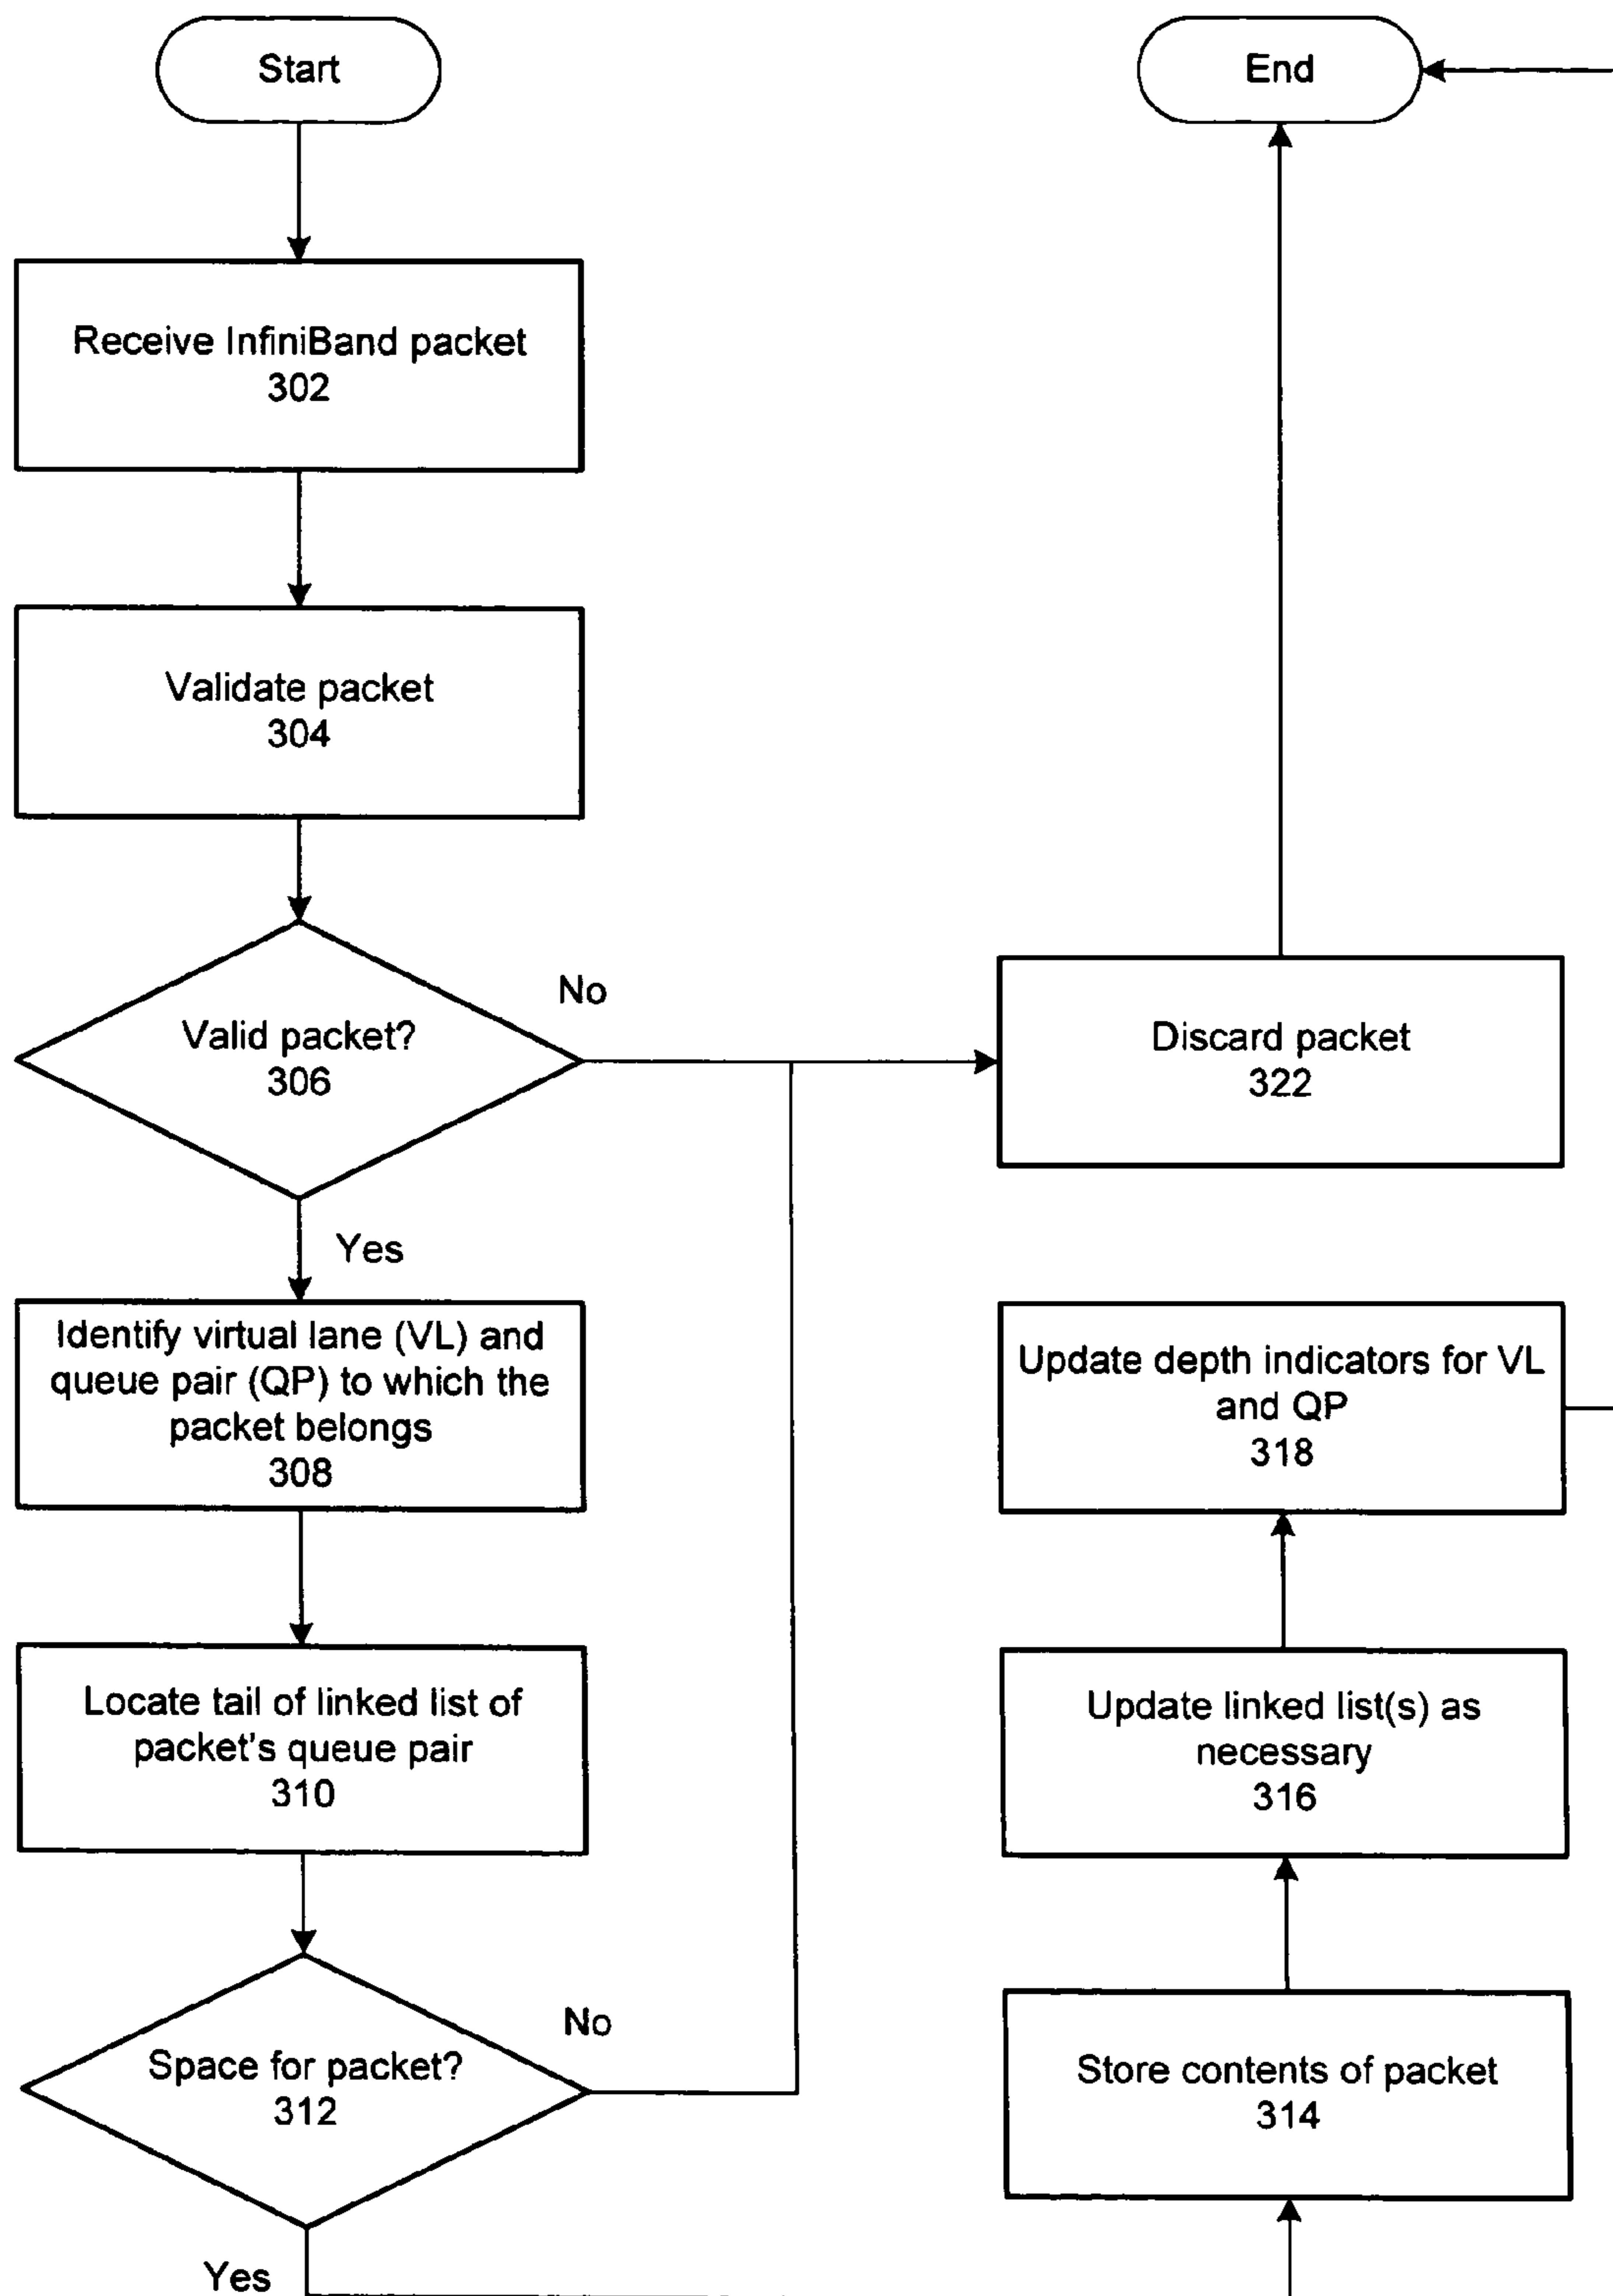 Start
Receive InfiniBand packet
302
Validate packet
304
Valid packet?
306
No
Yes
Identify virtual lane (VL) and
queue pair (QP) to which the
packet belongs
308
Locate tail of linked list of
packet's queue pair
310
Space for packet?
312
No
Yes
End
Discard packet
322
Update depth indicators for VL
and QP
318
Update linked list(s) as
necessary
316
Store contents of packet
314